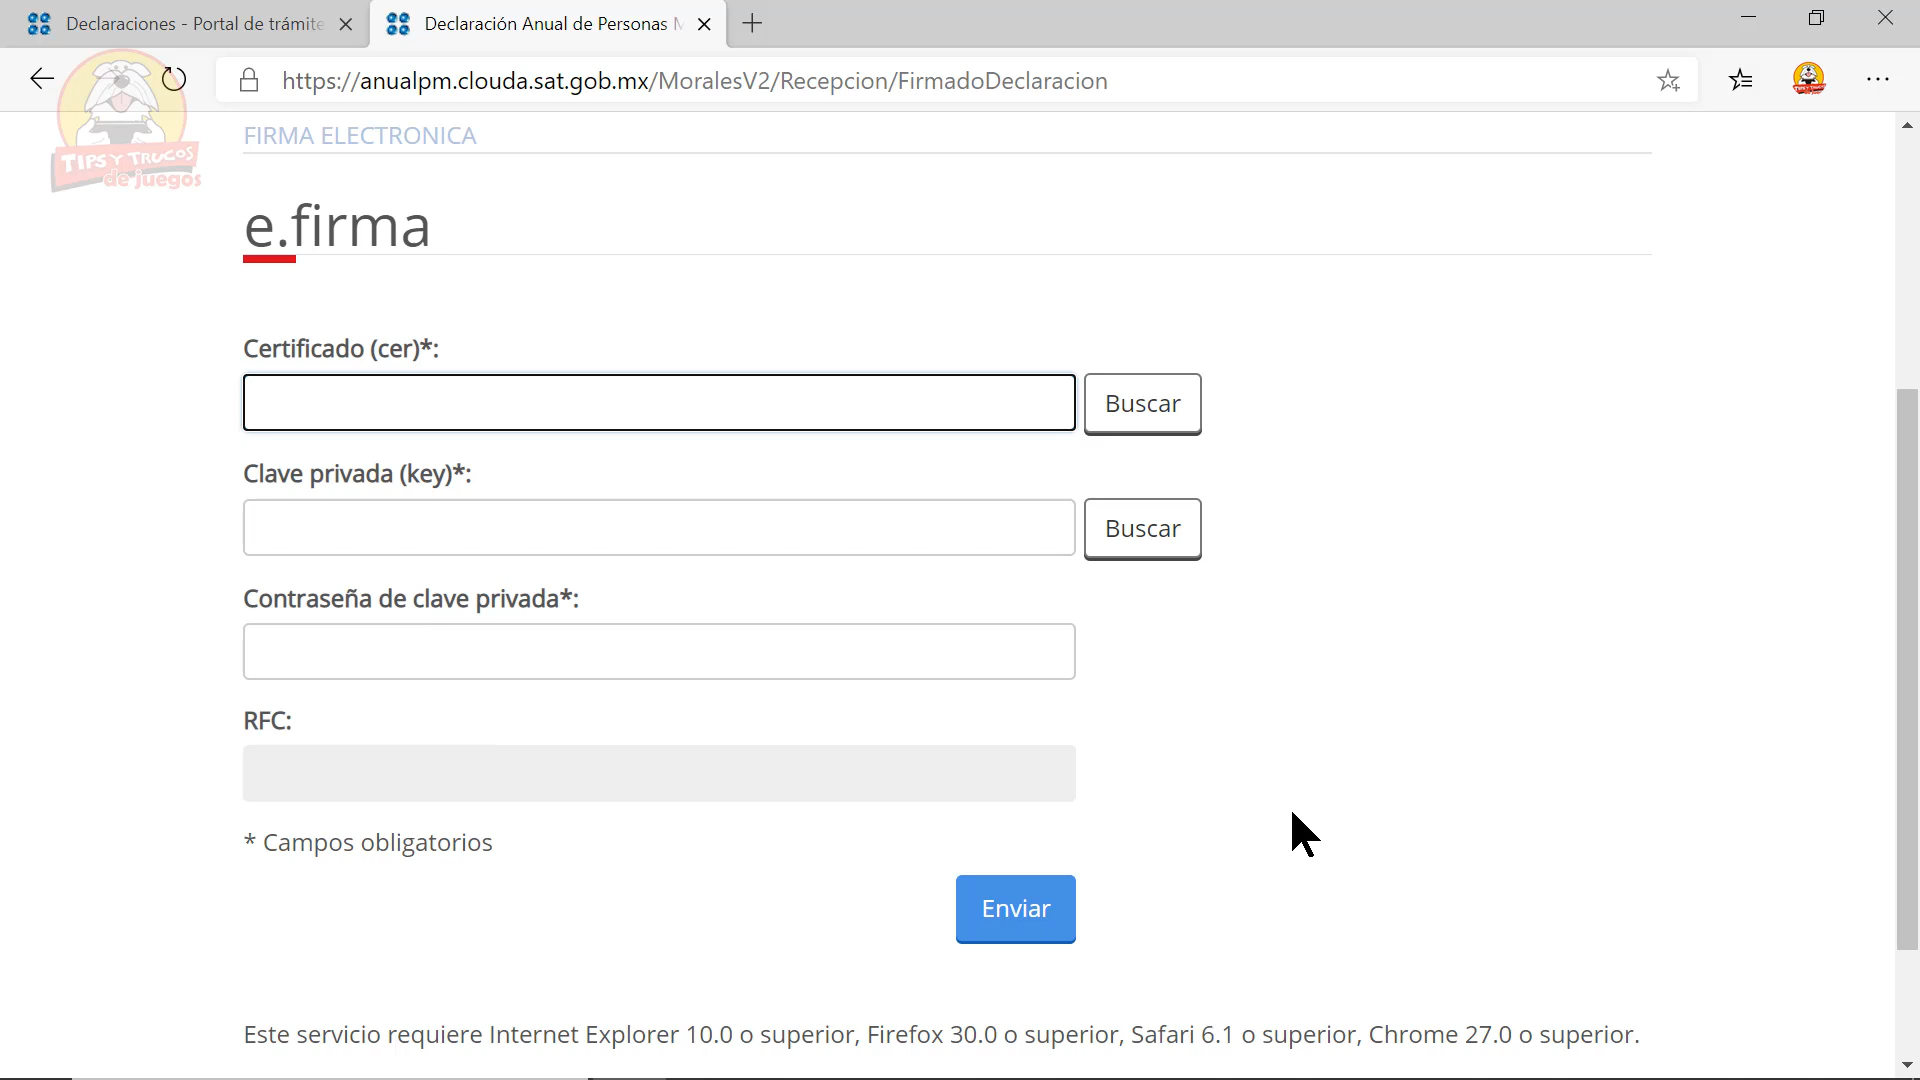 Declaraciones - Portal de trámite
Declaración Anual de Personas M
https://anualpm.clouda.sat.gob.mx/MoralesV2/Recepcion/FirmadoDeclaracion
TIPS Y TRUCOS
de juegos
FIRMA ELECTRONICA
e.firma
Certificado (cer)*:
Buscar
Clave privada (key)*:
Buscar
Contraseña de clave privada*:
RFC:
* Campos obligatorios
Enviar
Este servicio requiere Internet Explorer 10.0 o superior, Firefox 30.0 o superior, Safari 6.1 o superior, Chrome 27.0 o superior.